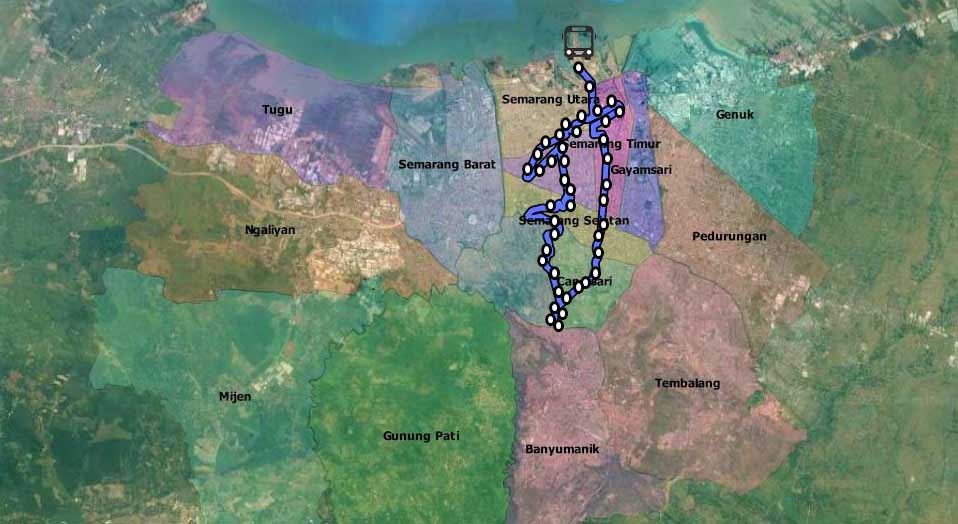 Semarang Utara
Tugu
Genuk
Semarang Timur
Semarang Barat
Gayamsari
Semarang Selatan
Ngaliyan
Pedurungan
Candisari
Tembalang
Mijen
Gunung Pati
Banyumanik